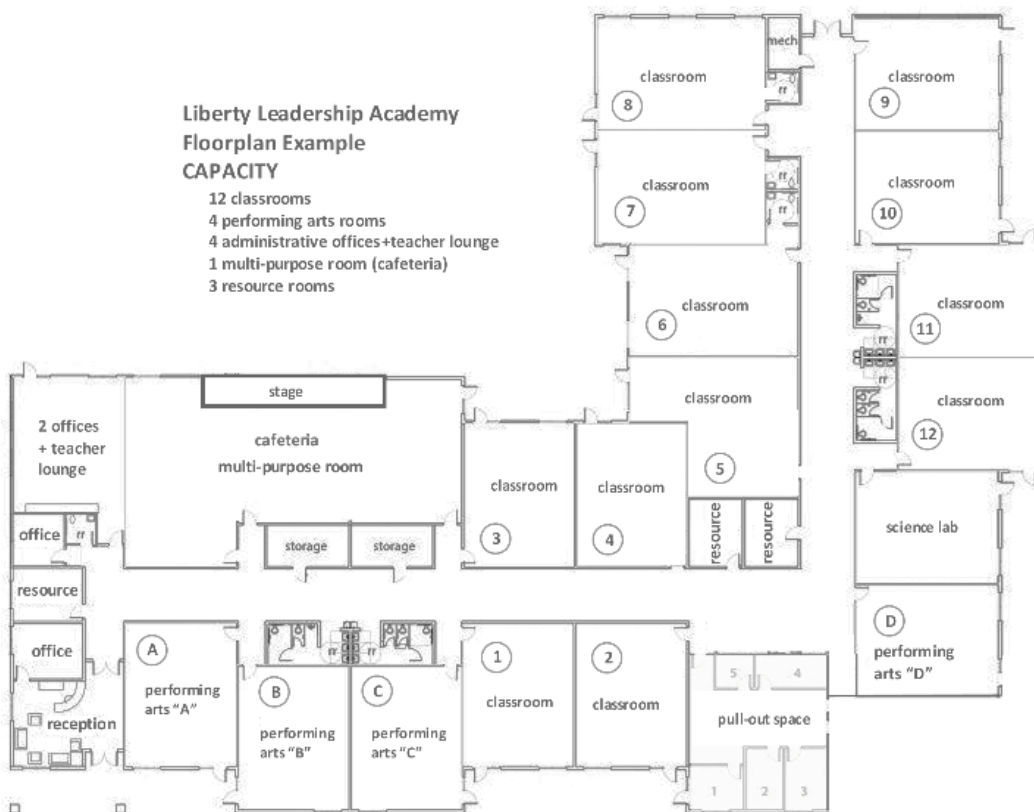 Liberty Leadership Academy
Floorplan Example
CAPACITY
12 classrooms
4 performing arts rooms
4 administrative offices+teacher lounge
1 multi-purpose room (cafeteria)
3 resource rooms
mech
classroom
8
rr
classroom
9
classroom
7
rr
rr
classroom
10
classroom
6
classroom
11
rr
rr
classroom
12
stage
cafeteria
multi-purpose room
2 offices
+ teacher
lounge
classroom
5
classroom
3
classroom
4
resource
resource
science lab
office
rr
storage
storage
resource
office
reception
A
performing
arts "A"
rr
rr
B
performing
arts "B"
C
performing
arts "C"
1
classroom
2
classroom
5
4
pull-out space
1
2
3
D
performing
arts "D"